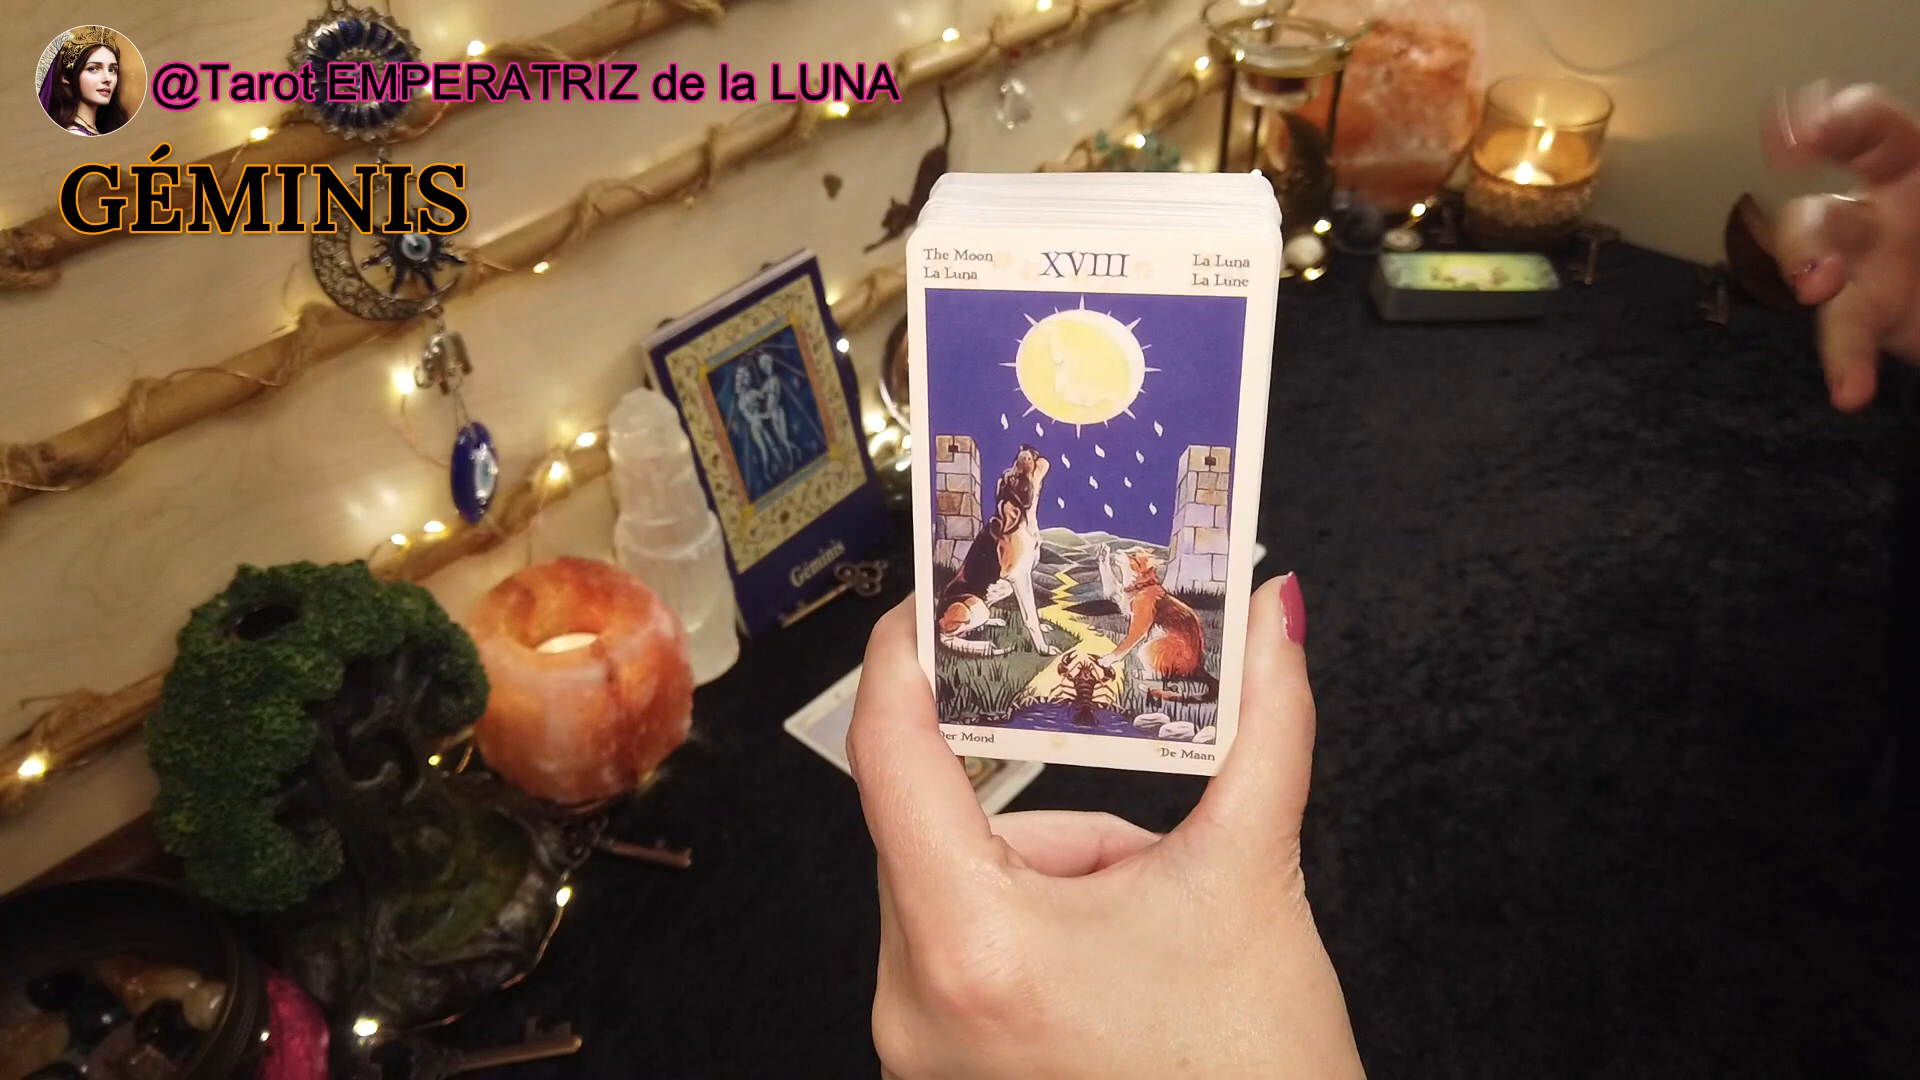 @Tarot EMPERATRIZ de la LUNA
GÉMINIS
The Moon
La Luna
XVIII
La Luna
La Lune
Der Mond
De Maan
Géminis